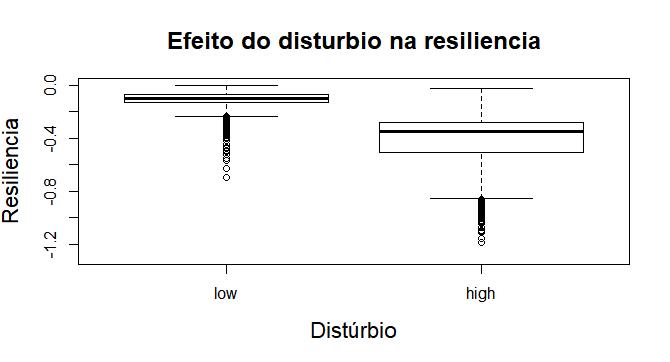 Efeito do disturbio na resiliencia
Resiliencia
0.0
-0.4
-0.8
-1.2
low
high
Distúrbio